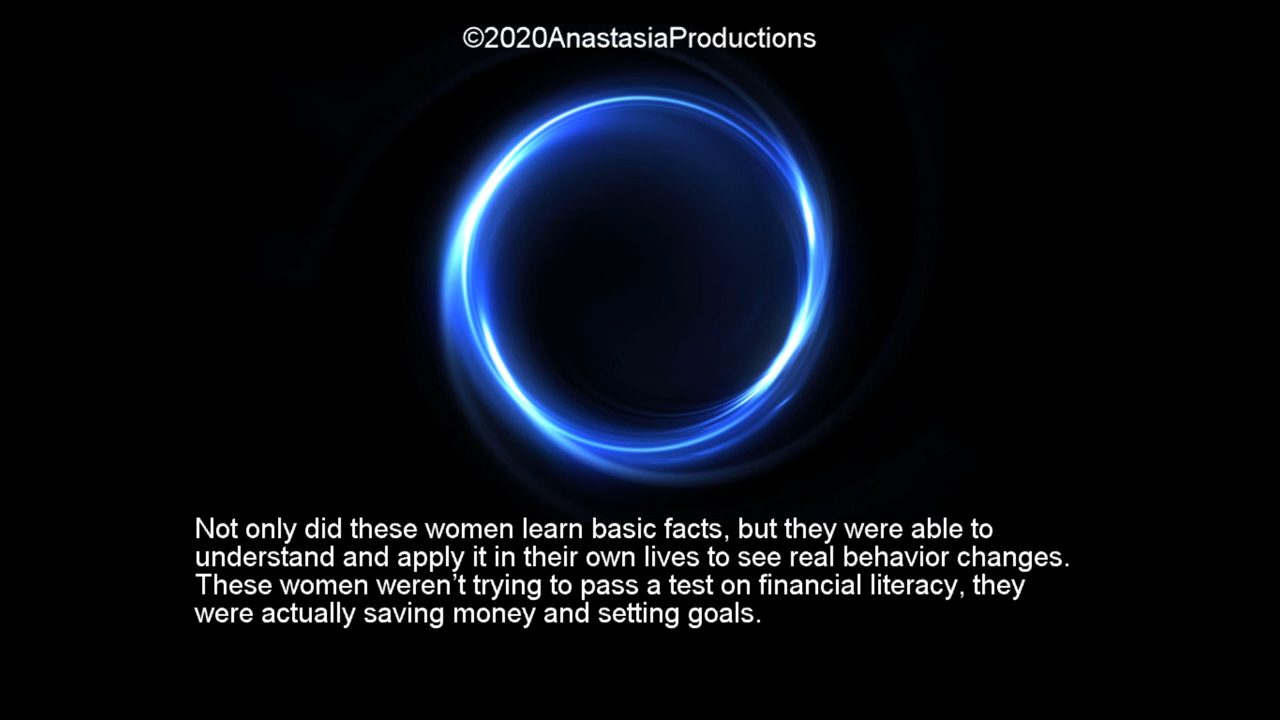 ©2020AnastasiaProductions
Not only did these women learn basic facts, but they were able to
understand and apply it in their own lives to see real behavior changes.
These women weren’t trying to pass a test on financial literacy, they
were actually saving money and setting goals.